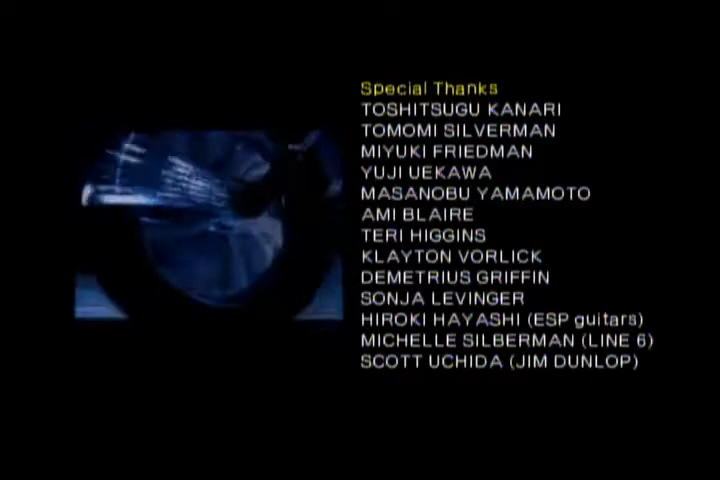 Special Thanks
TOSHITSUGU KANARI
TOMOMI SILVERMAN
MIYUKI FRIEDMAN
YUJI UEKAWA
MASANOBU YAMAMOTO
AMI BLAIRE
TERI HIGGINS
KLAYTON VORLICK
DEMETRIUS GRIFFIN
SONJA LEVINGER
HIROKI HAYASHI (ESP guitars)
MICHELLE SILBERMAN (LINE 6)
SCOTT UCHIDA (JIM DUNLOP)